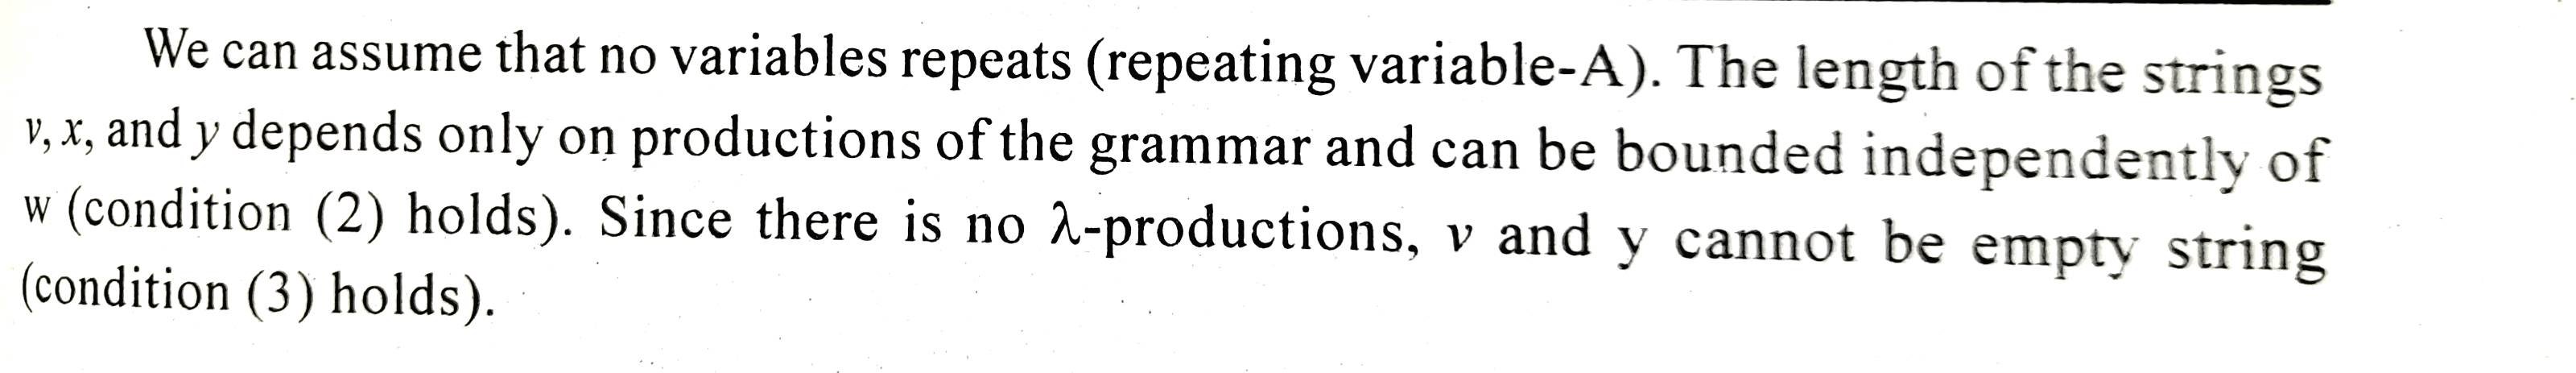 We can assume that no variables repeats (repeating variable-A). The length of the strings
v, x, and y depends only on productions of the grammar and can be bounded independently of
w (condition (2) holds). Since there is no λ-productions, v and y cannot be empty string
(condition (3) holds).